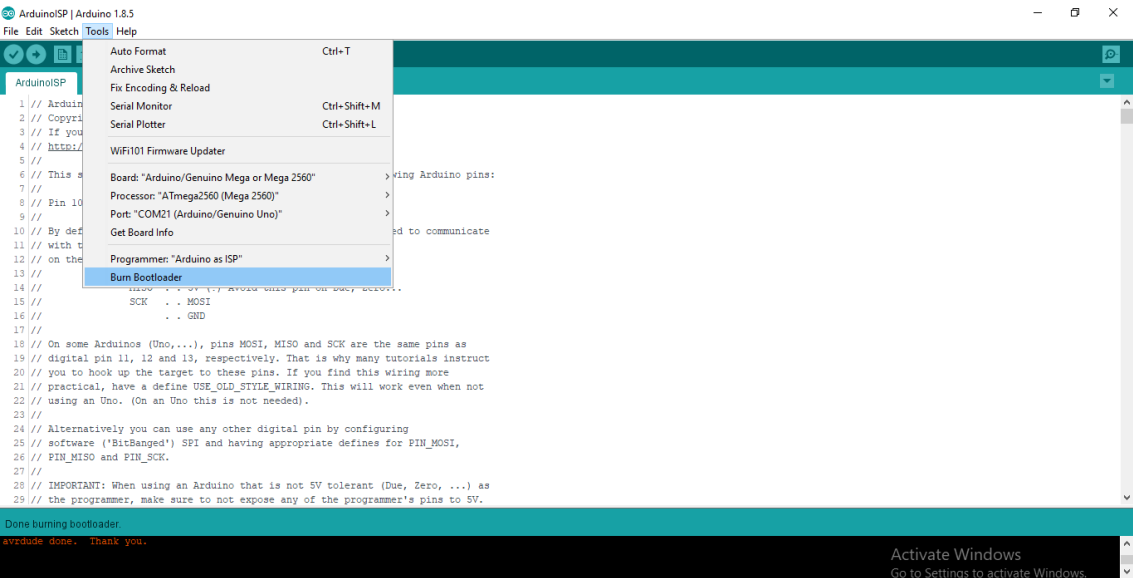 ArduinoISP | Arduino 1.8.5
File Edit Sketch Tools Help
Auto Format Ctrl+T
Archive Sketch
Fix Encoding & Reload
Serial Monitor Ctrl+Shift+M
Serial Plotter Ctrl+Shift+L
WiFi101 Firmware Updater
Board: "Arduino/Genuino Mega or Mega 2560"
Processor: "ATmega2560 (Mega 2560)"
Port: "COM21 (Arduino/Genuino Uno)"
Get Board Info
Programmer: "Arduino as ISP"
Burn Bootloader
ArduinoISP
1 // Arduin
2 // Copyri
3 // If you
4 // http:/
5 //
6 // This s wing Arduino pins:
7 //
8 // Pin 10
9 //
10 // By def ed to communicate
11 // with t
12 // on the
13 //
14 //
15 // SCK . . MOSI
16 // . . GND
17 //
18 // On some Arduinos (Uno,...), pins MOSI, MISO and SCK are the same pins as
19 // digital pin 11, 12 and 13, respectively. That is why many tutorials instruct
20 // you to hook up the target to these pins. If you find this wiring more
21 // practical, have a define USE_OLD_STYLE_WIRING. This will work even when not
22 // using an Uno. (On an Uno this is not needed).
23 //
24 // Alternatively you can use any other digital pin by configuring
25 // software ('BitBanged') SPI and having appropriate defines for PIN_MOSI,
26 // PIN_MISO and PIN_SCK.
27 //
28 // IMPORTANT: When using an Arduino that is not 5V tolerant (Due, Zero, ...) as
29 // the programmer, make sure to not expose any of the programmer's pins to 5V.
Done burning bootloader.
avrdude done.  Thank you.
Activate Windows
Go to Settings to activate Windows.